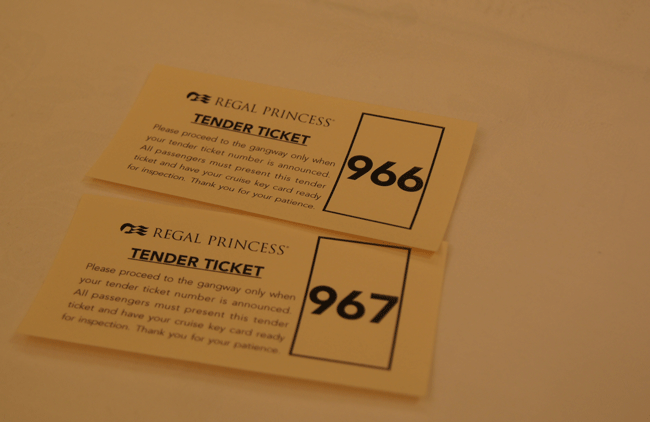 REGAL PRINCESS
TENDER TICKET
Please proceed to the gangway only when
your tender ticket number is announced.
All passengers must present this tender
ticket and have your cruise key card ready
for inspection. Thank you for your patience.
966
REGAL PRINCESS
TENDER TICKET
Please proceed to the gangway only when
your tender ticket number is announced.
All passengers must present this tender
ticket and have your cruise key card ready
for inspection. Thank you for your patience.
967